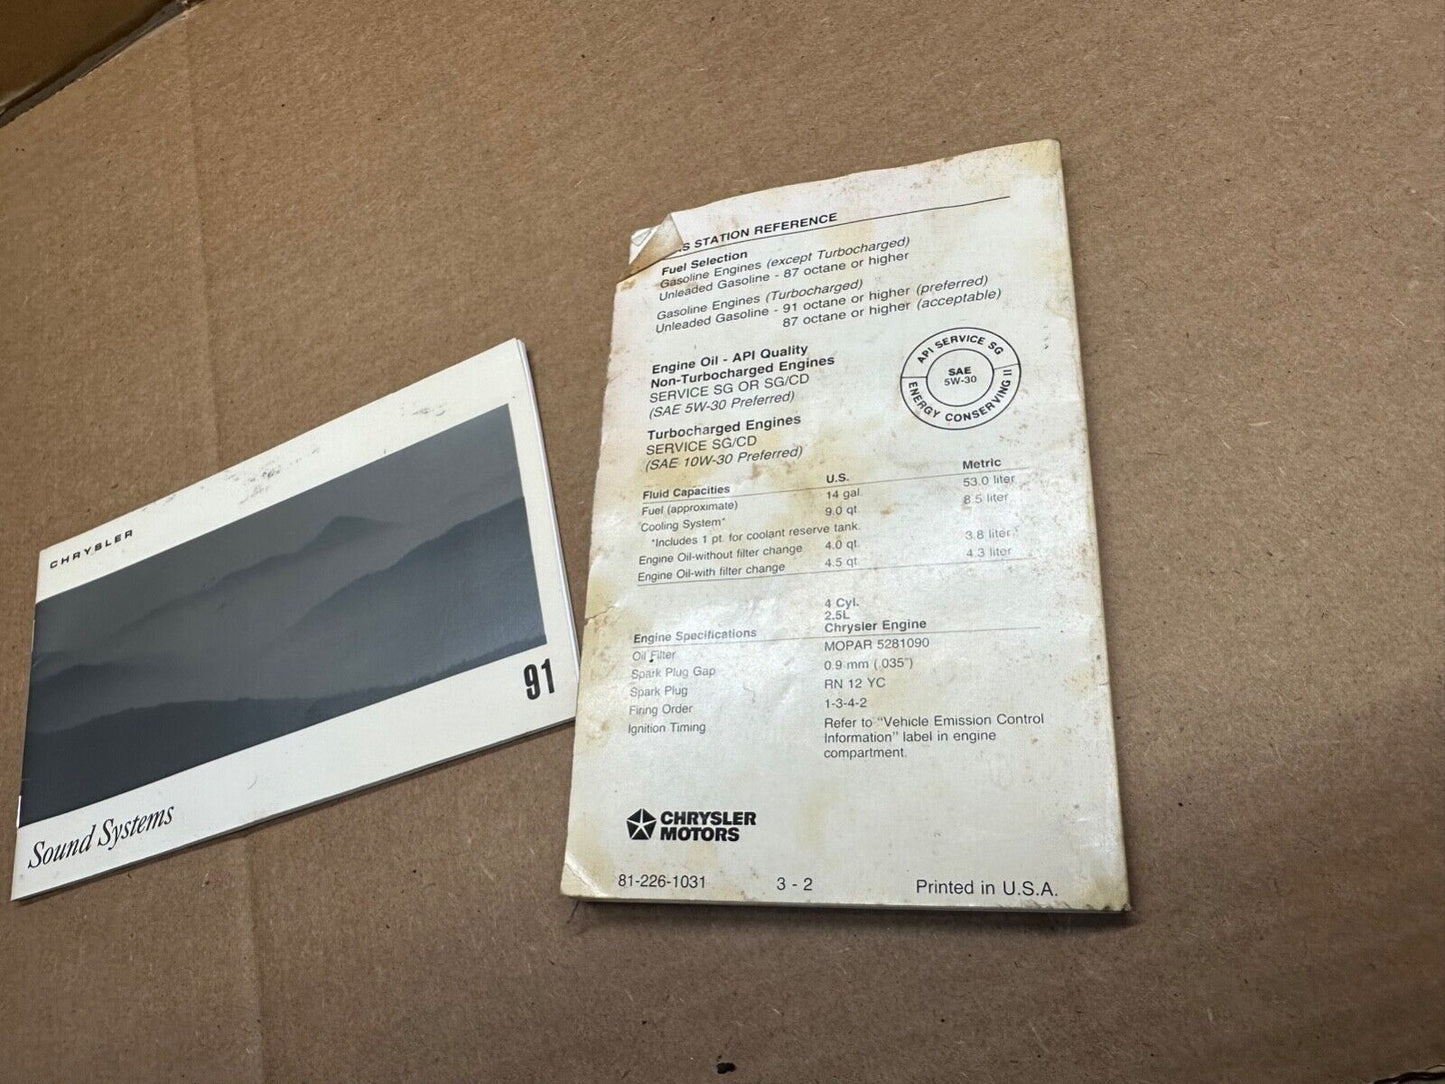 CHRYSLER
91
Sound Systems
STATION REFERENCE
Fuel Selection
Gasoline Engines (except Turbocharged)
Unleaded Gasoline - 87 octane or higher
Gasoline Engines (Turbocharged)
Unleaded Gasoline - 91 octane or higher (preferred)
87 octane or higher (acceptable)
Engine Oil - API Quality
Non-Turbocharged Engines
SERVICE SG OR SG/CD
(SAE 5W-30 Preferred)
API SERVICE SG
SAE
5W-30
ENERGY CONSERVING II
Turbocharged Engines
SERVICE SG/CD
(SAE 10W-30 Preferred)
Fluid Capacities U.S. Metric
Fuel (approximate) 14 gal. 53.0 liter
Cooling System* 9.0 qt. 8.5 liter
*Includes 1 pt. for coolant reserve tank.
Engine Oil-without filter change 4.0 qt. 3.8 liter
Engine Oil-with filter change 4.5 qt. 4.3 liter
4 Cyl.
2.5L
Engine Specifications Chrysler Engine
Oil Filter MOPAR 5281090
Spark Plug Gap 0.9 mm (.035")
Spark Plug RN 12 YC
Firing Order 1-3-4-2
Ignition Timing Refer to "Vehicle Emission Control
Information" label in engine
compartment.
CHRYSLER
MOTORS
81-226-1031 3 - 2 Printed in U.S.A.